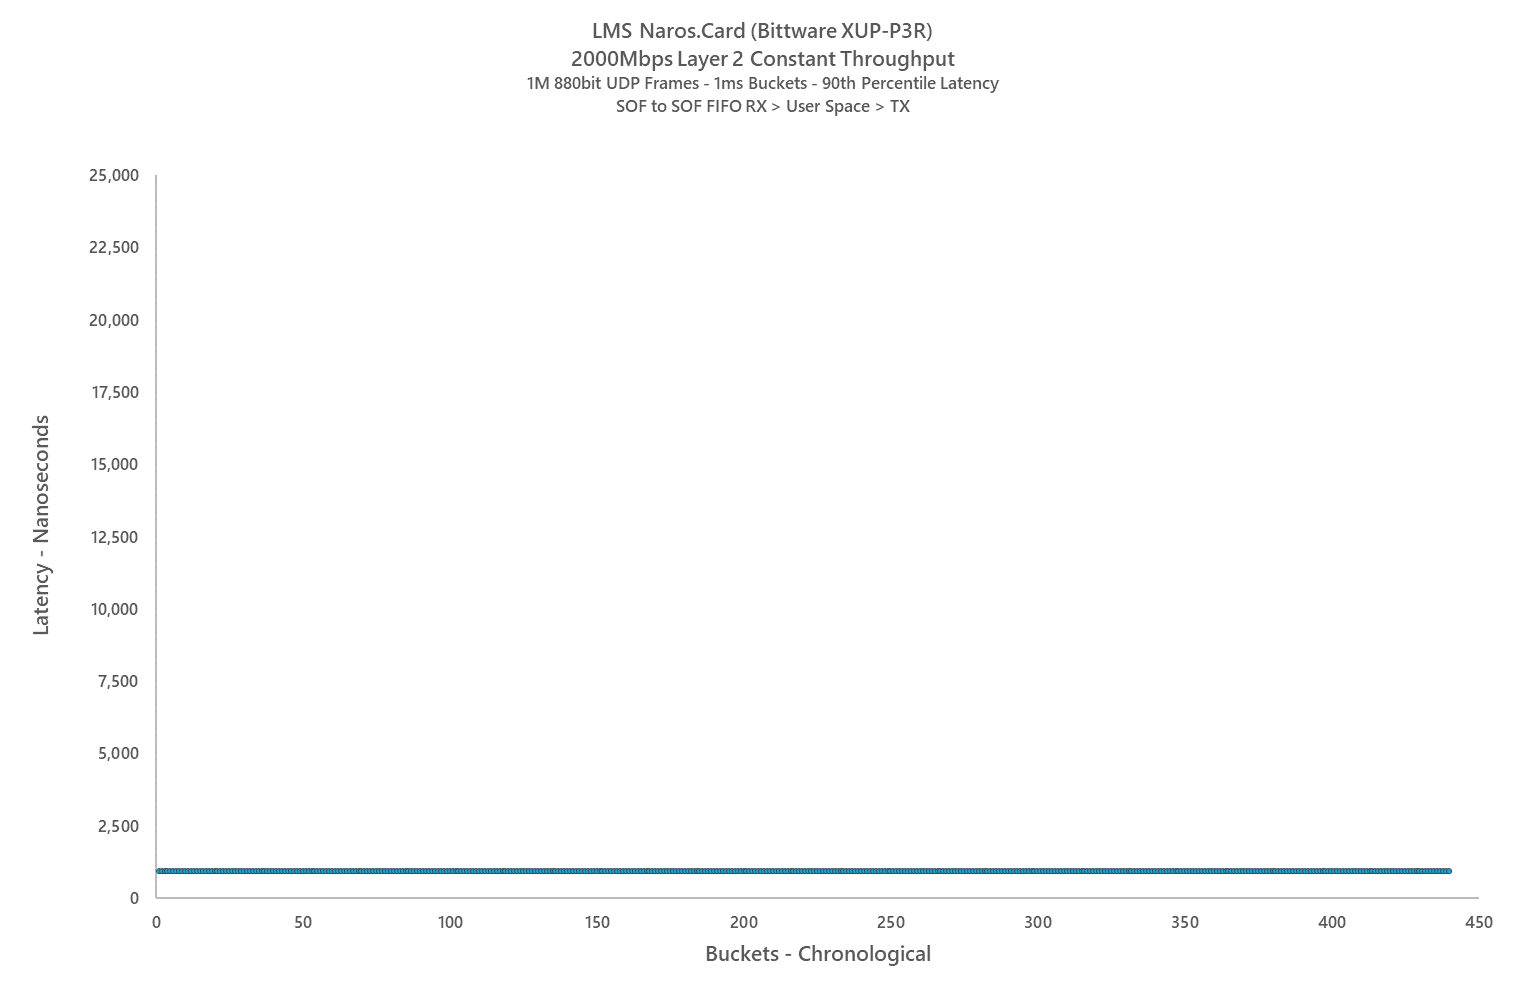 LMS Naros.Card (Bittware XUP-P3R)
2000Mbps Layer 2 Constant Throughput
1M 880bit UDP Frames - 1ms Buckets - 90th Percentile Latency
SOF to SOF FIFO RX > User Space > TX
25,000
22,500
20,000
17,500
15,000
12,500
10,000
7,500
5,000
2,500
0
Latency - Nanoseconds
0 50 100 150 200 250 300 350 400 450
Buckets - Chronological